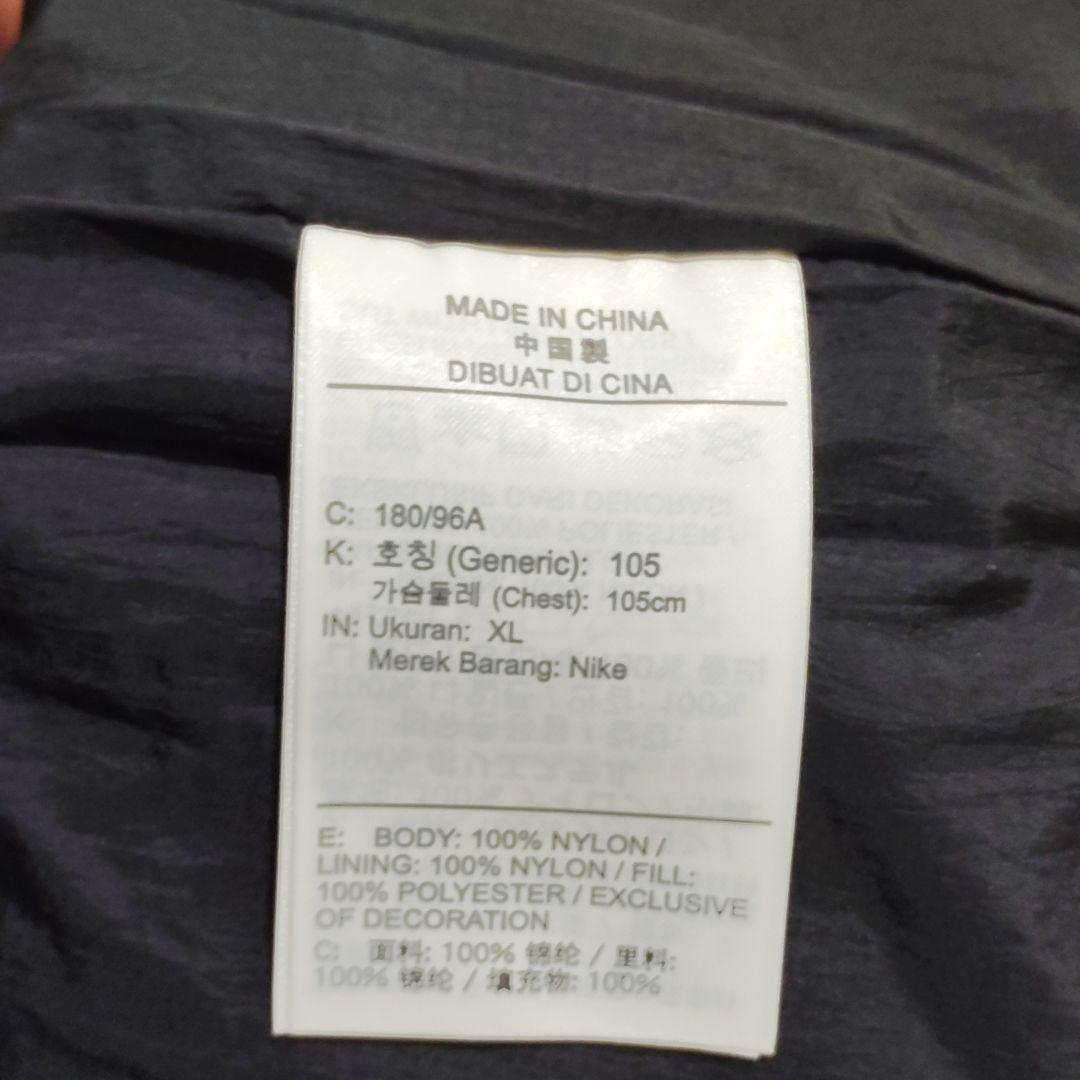 MADE IN CHINA
中国製
DIBUAT DI CINA
C: 180/96A
K: 호칭 (Generic): 105
가슴둘레 (Chest): 105cm
IN: Ukuran: XL
Merek Barang: Nike
E: BODY: 100% NYLON /
LINING: 100% NYLON / FILL:
100% POLYESTER / EXCLUSIVE
OF DECORATION
C: 面料: 100% 锦纶 / 里料:
100% 锦纶 / 填充物: 100%